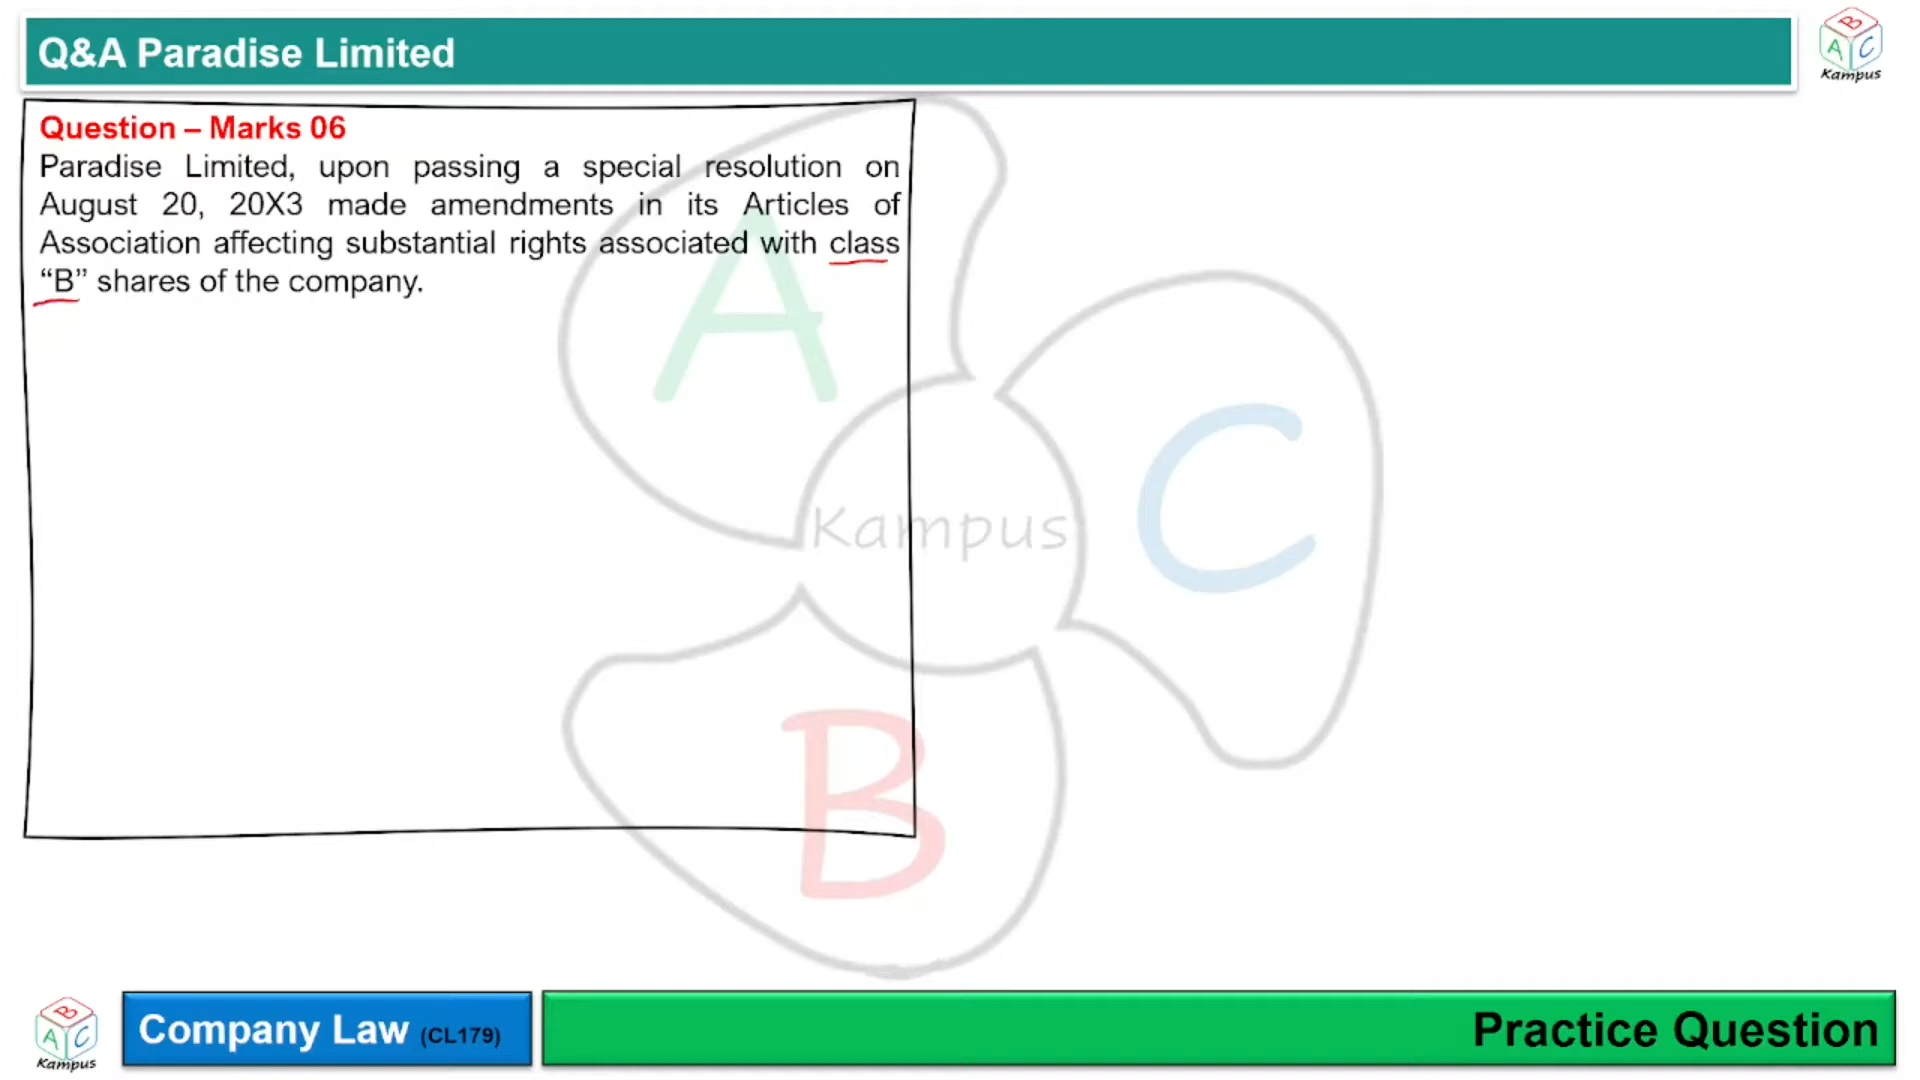 Q&A Paradise Limited
B
A C
Kampus
Question – Marks 06
Paradise Limited, upon passing a special resolution on
August 20, 20X3 made amendments in its Articles of
Association affecting substantial rights associated with class
“B” shares of the company.
A
C
Kampus
B
B
A C
Kampus
Company Law (CL179)
Practice Question